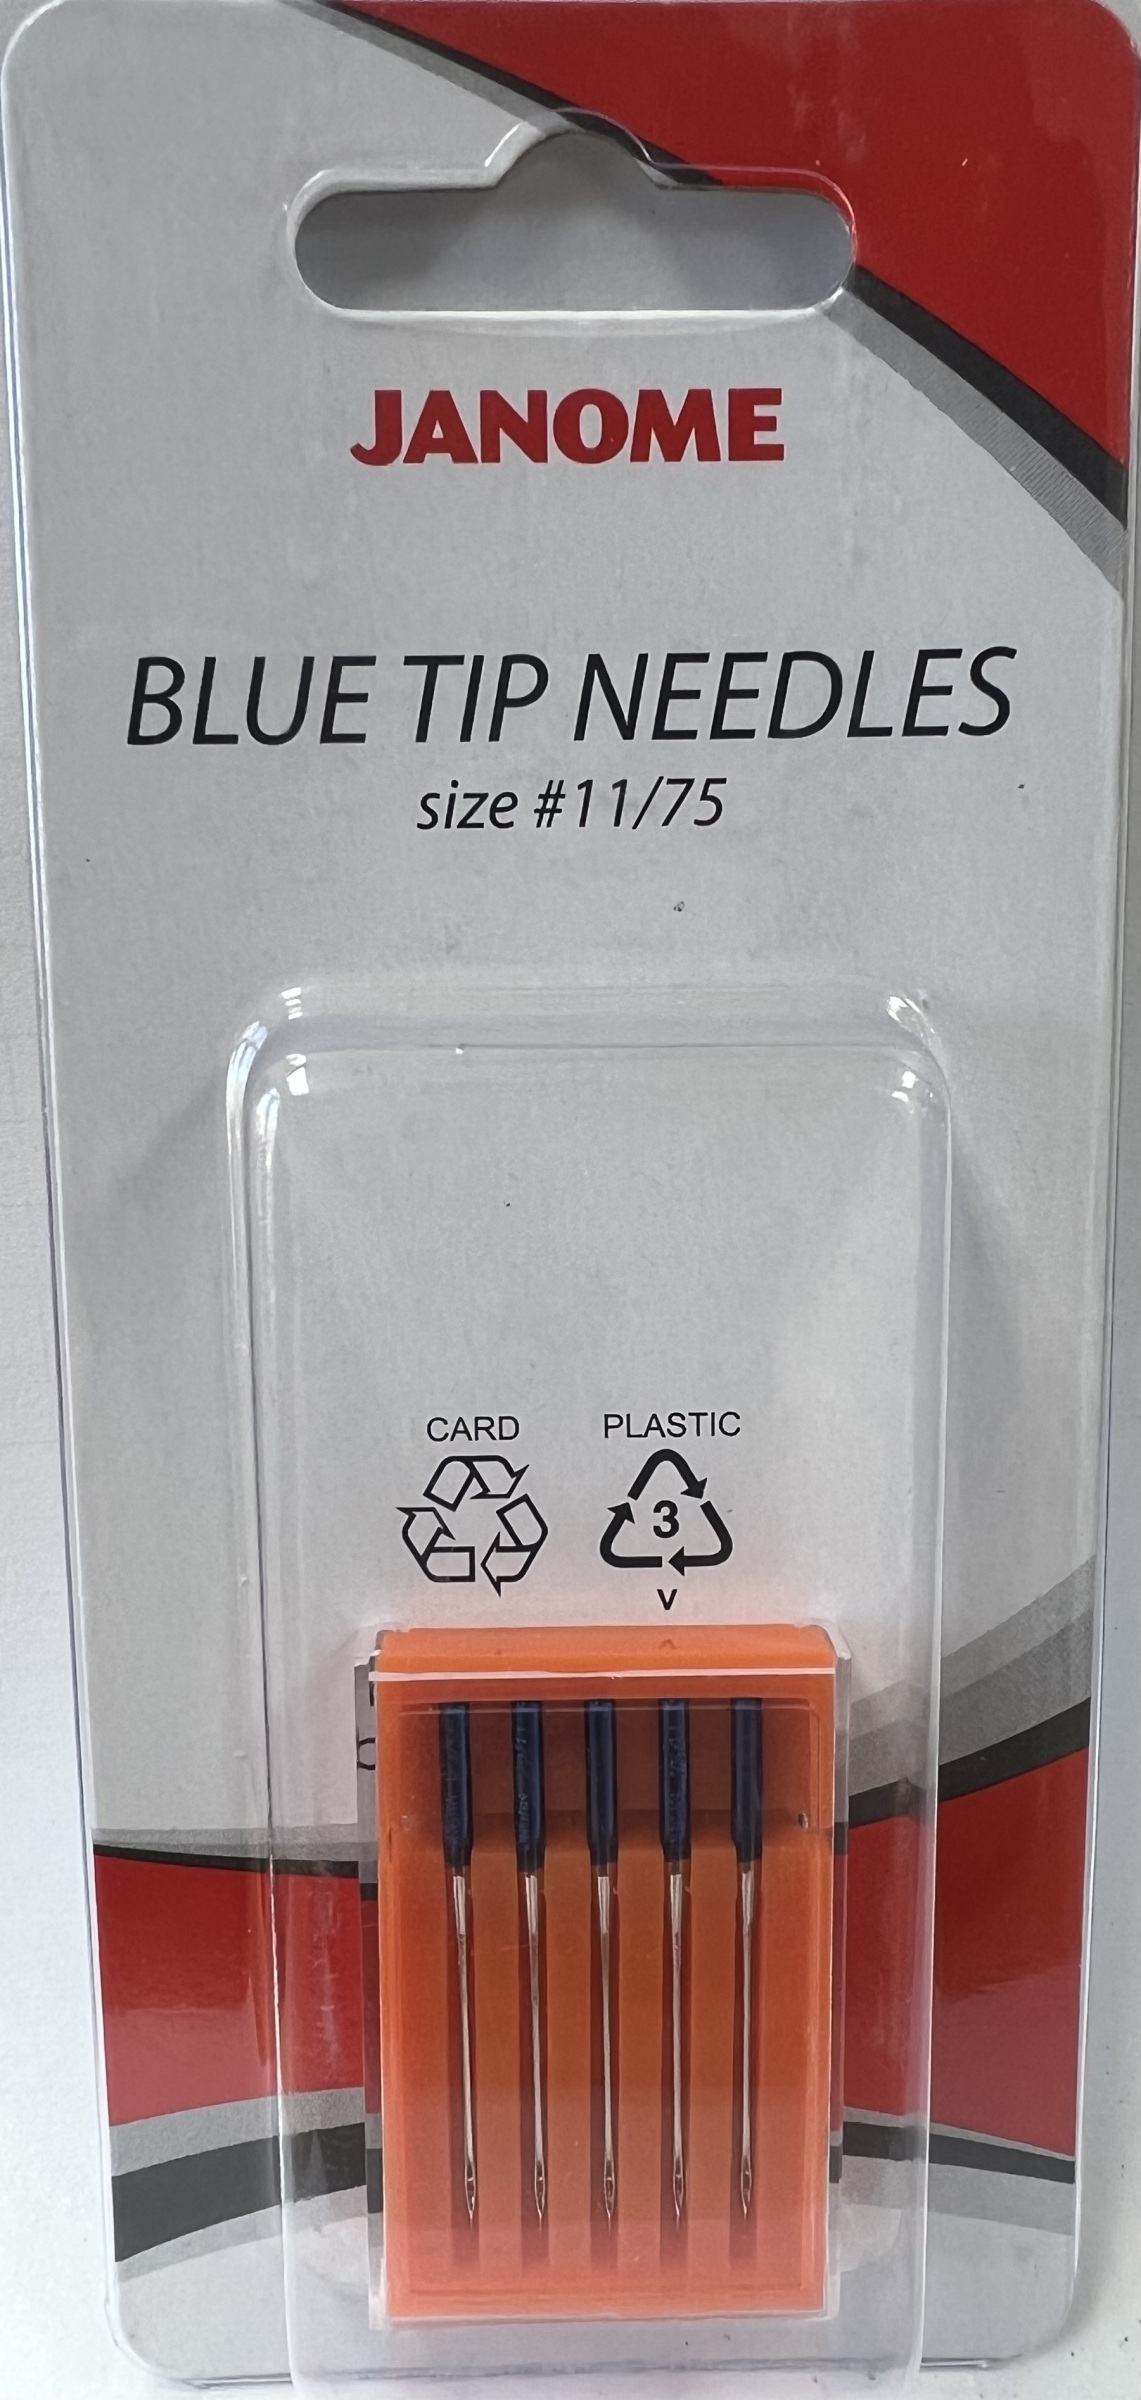 JANOME
BLUE TIP NEEDLES
size #11/75
CARD PLASTIC
3
V